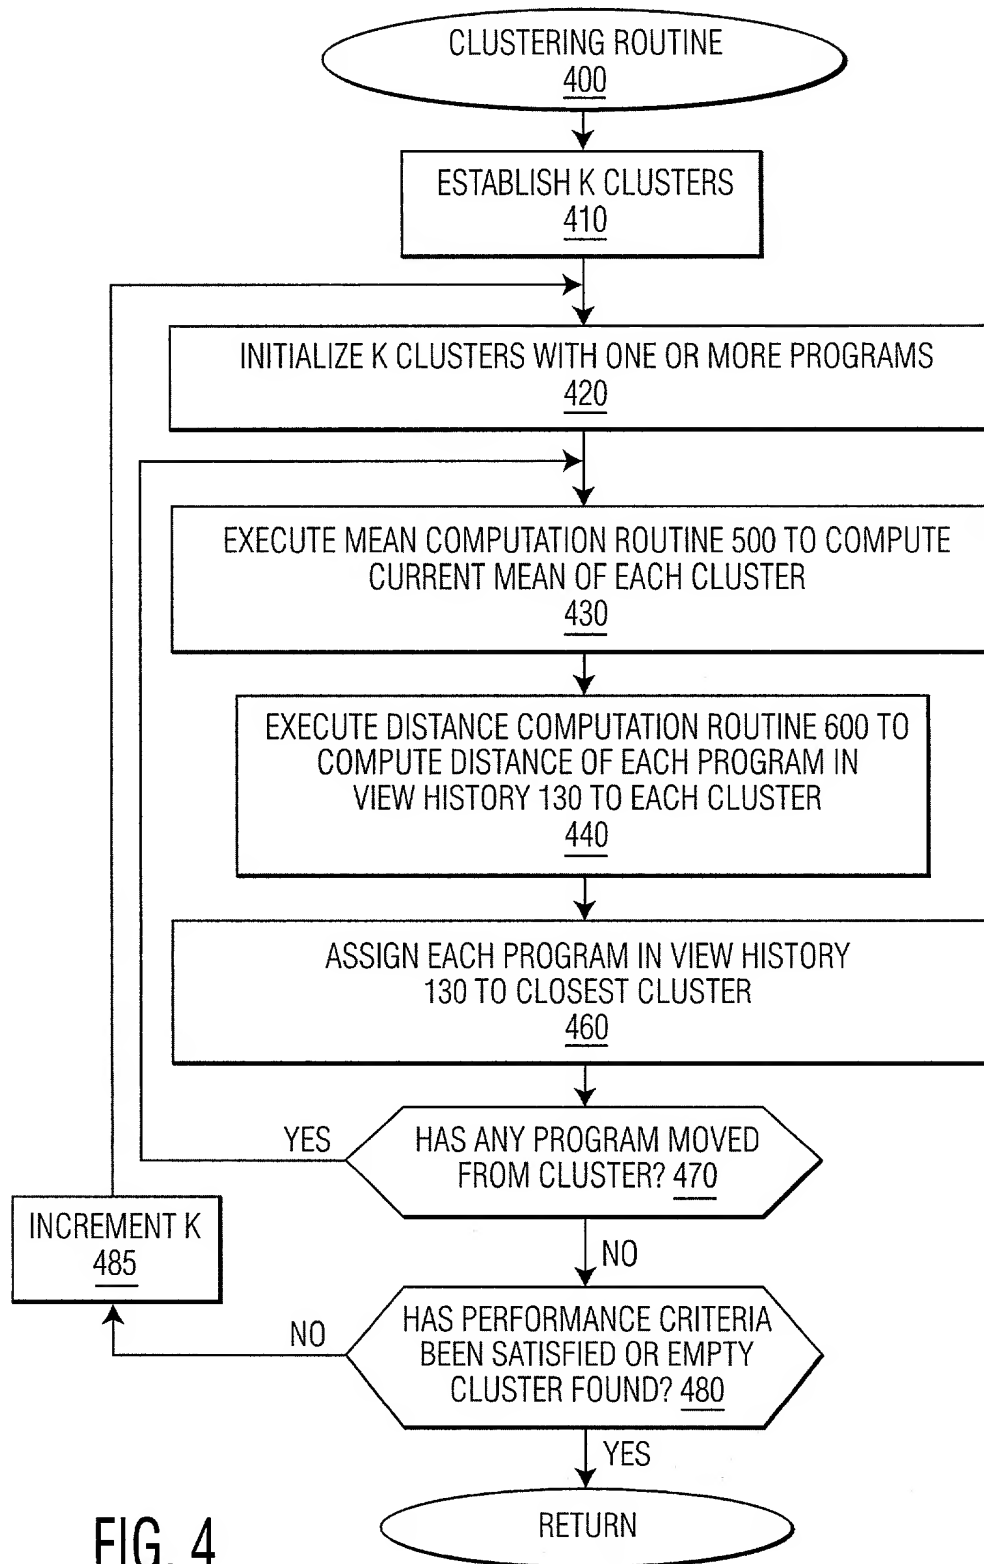 CLUSTERING ROUTINE
400
ESTABLISH K CLUSTERS
410
INITIALIZE K CLUSTERS WITH ONE OR MORE PROGRAMS
420
EXECUTE MEAN COMPUTATION ROUTINE 500 TO COMPUTE
CURRENT MEAN OF EACH CLUSTER
430
EXECUTE DISTANCE COMPUTATION ROUTINE 600 TO
COMPUTE DISTANCE OF EACH PROGRAM IN
VIEW HISTORY 130 TO EACH CLUSTER
440
ASSIGN EACH PROGRAM IN VIEW HISTORY
130 TO CLOSEST CLUSTER
460
YES
HAS ANY PROGRAM MOVED
FROM CLUSTER? 470
INCREMENT K
485
NO
NO
HAS PERFORMANCE CRITERIA
BEEN SATISFIED OR EMPTY
CLUSTER FOUND? 480
YES
RETURN
FIG. 4